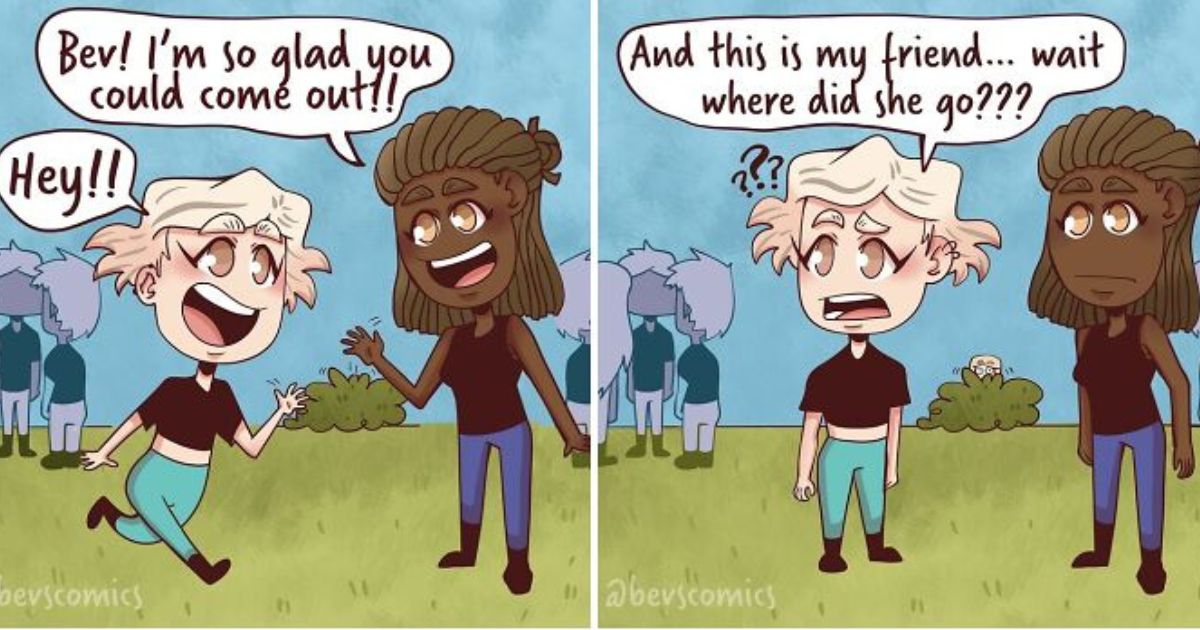 Bev! I'm so glad you
could come out!!
Hey!!
bevscomics
And this is my friend... wait
where did she go???
???
@bevscomics